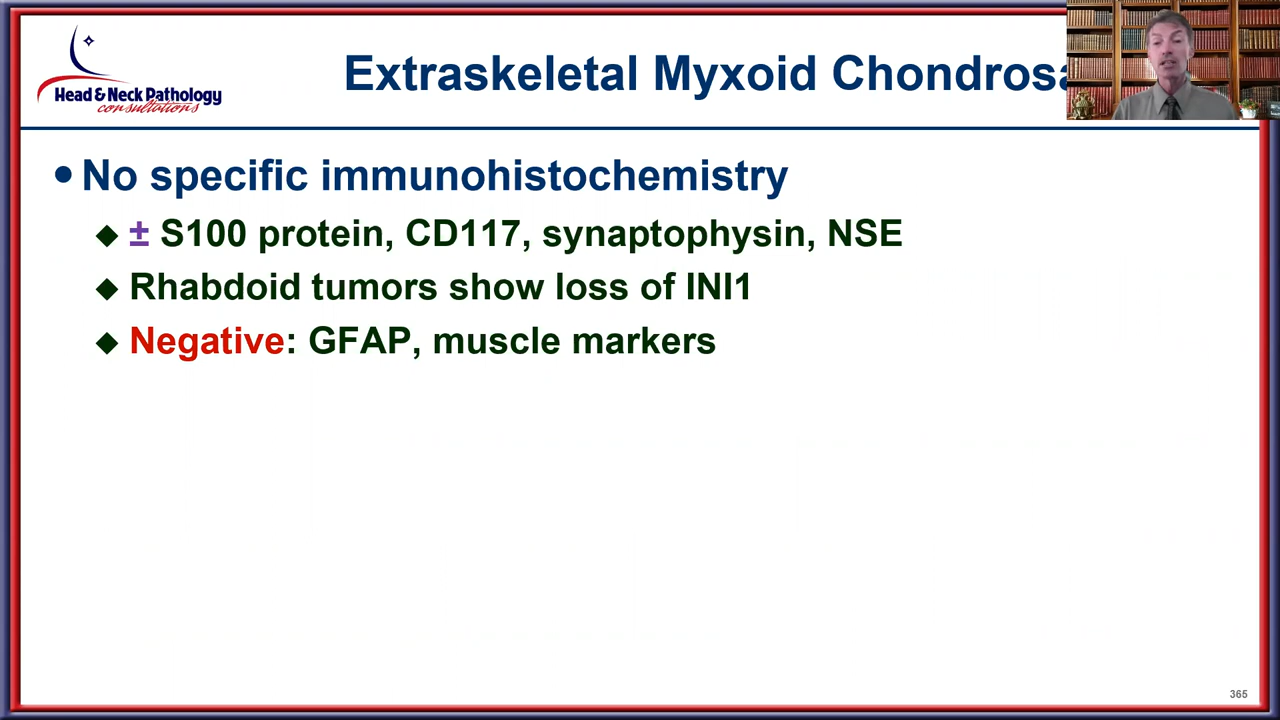 Head & Neck Pathology
consultations
Extraskeletal Myxoid Chondrosa
• No specific immunohistochemistry
◆ ± S100 protein, CD117, synaptophysin, NSE
◆ Rhabdoid tumors show loss of INI1
◆ Negative: GFAP, muscle markers
365